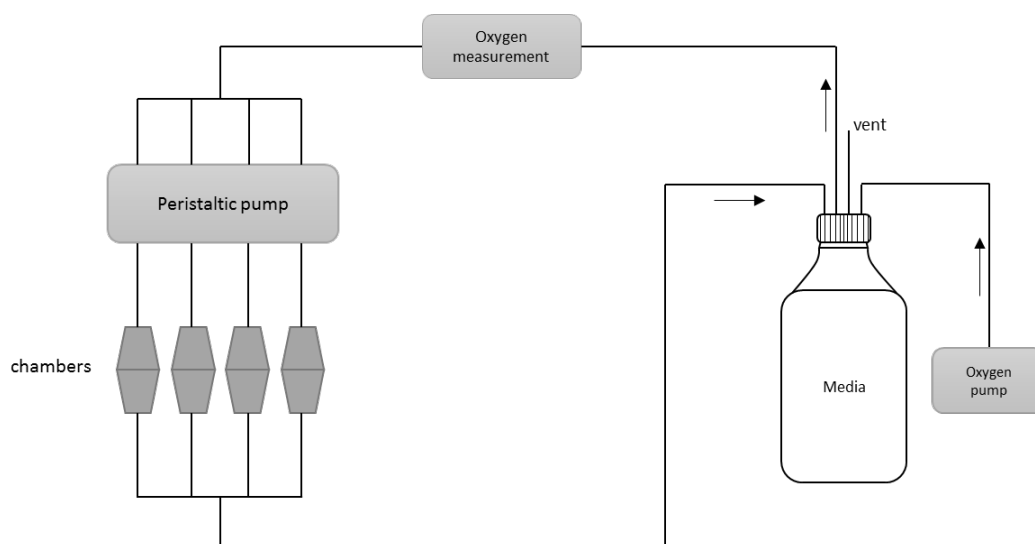 Oxygen
measurement
vent
Peristaltic pump
chambers
Media
Oxygen
pump